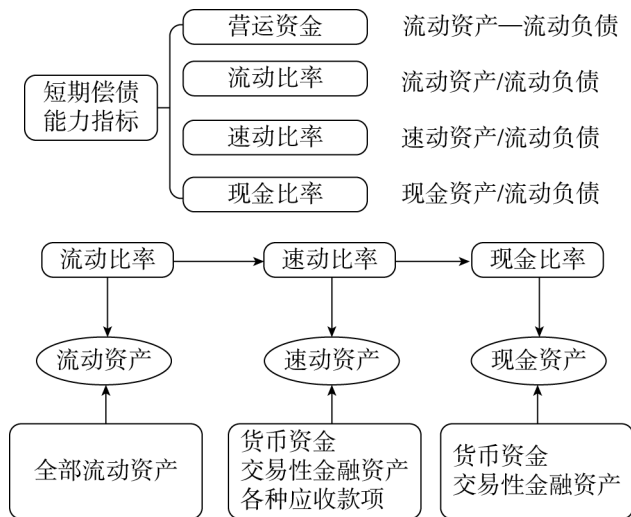 短期偿债
能力指标
营运资金 流动资产—流动负债
流动比率 流动资产/流动负债
速动比率 速动资产/流动负债
现金比率 现金资产/流动负债
流动比率 速动比率 现金比率
流动资产 速动资产 现金资产
全部流动资产
货币资金
交易性金融资产
各种应收款项
货币资金
交易性金融资产